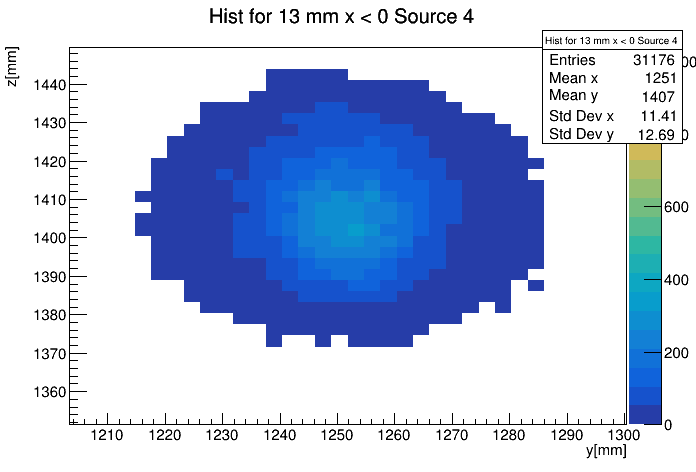 Hist for 13 mm x < 0 Source 4
z[mm]
Hist for 13 mm x < 0 Source 4
Entries 31176
Mean x 1251
Mean y 1407
Std Dev x 11.41
Std Dev y 12.69
1440
1430
1420
1410
1400
1390
1380
1370
1360
600
400
200
0
1210 1220 1230 1240 1250 1260 1270 1280 1290 1300
y[mm]